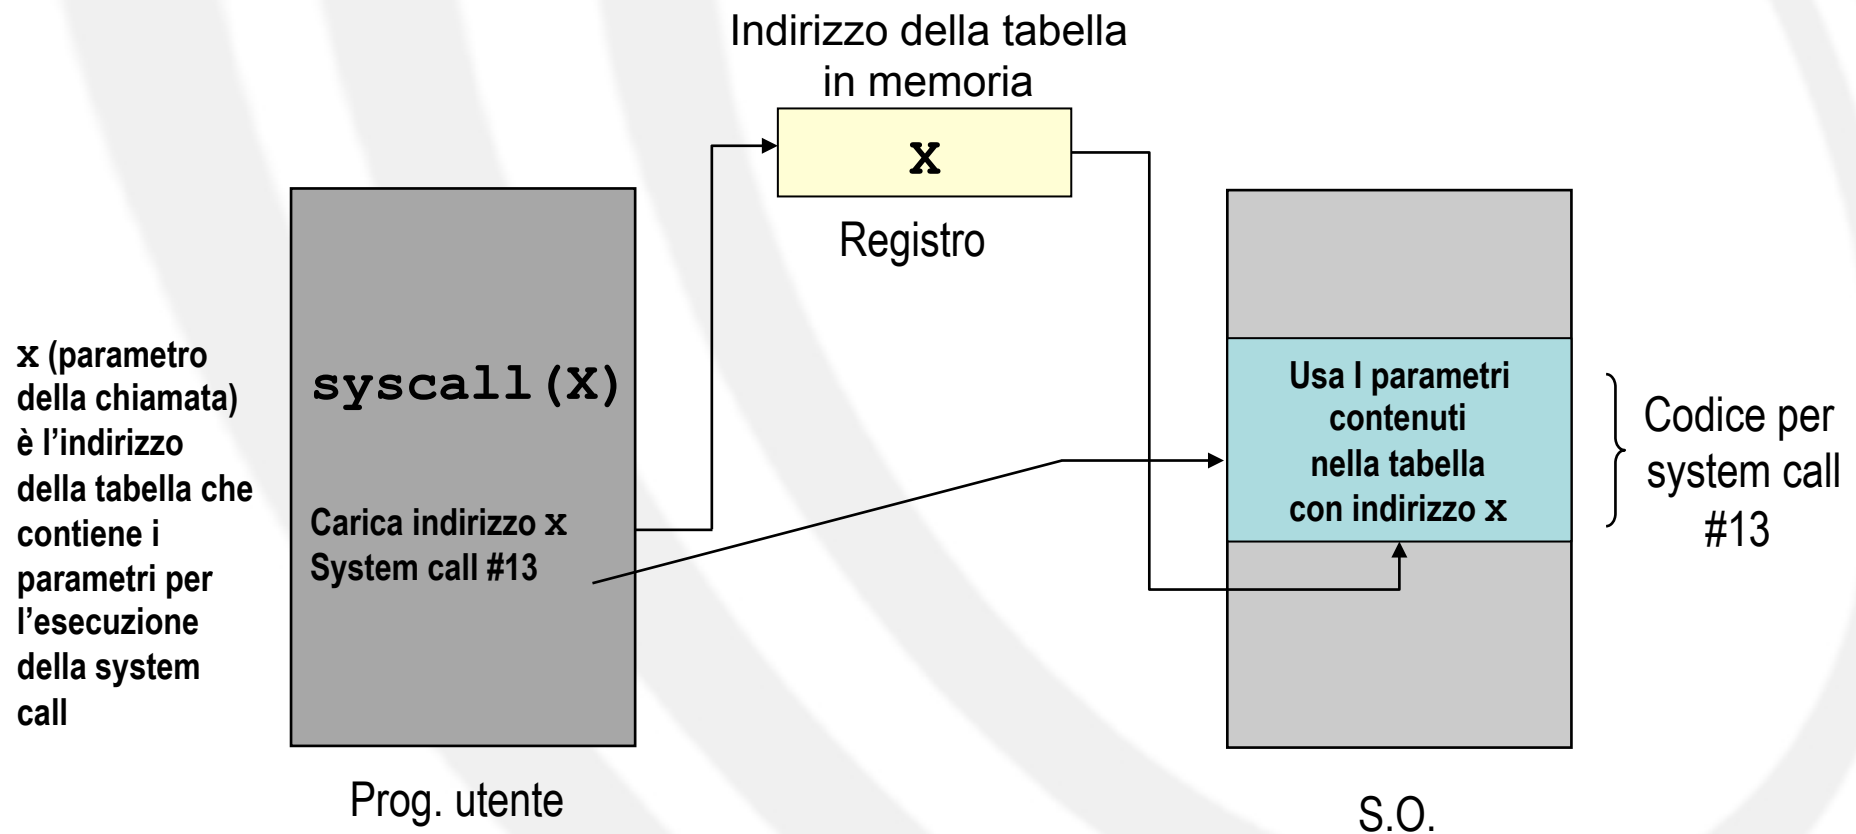 Indirizzo della tabella
in memoria
x
Registro
x (parametro
della chiamata)
è l'indirizzo
della tabella che
contiene i
parametri per
l'esecuzione
della system
call
syscall(X)
Carica indirizzo x
System call #13
Prog. utente
Usa I parametri
contenuti
nella tabella
con indirizzo x
S.O.
Codice per
system call
#13